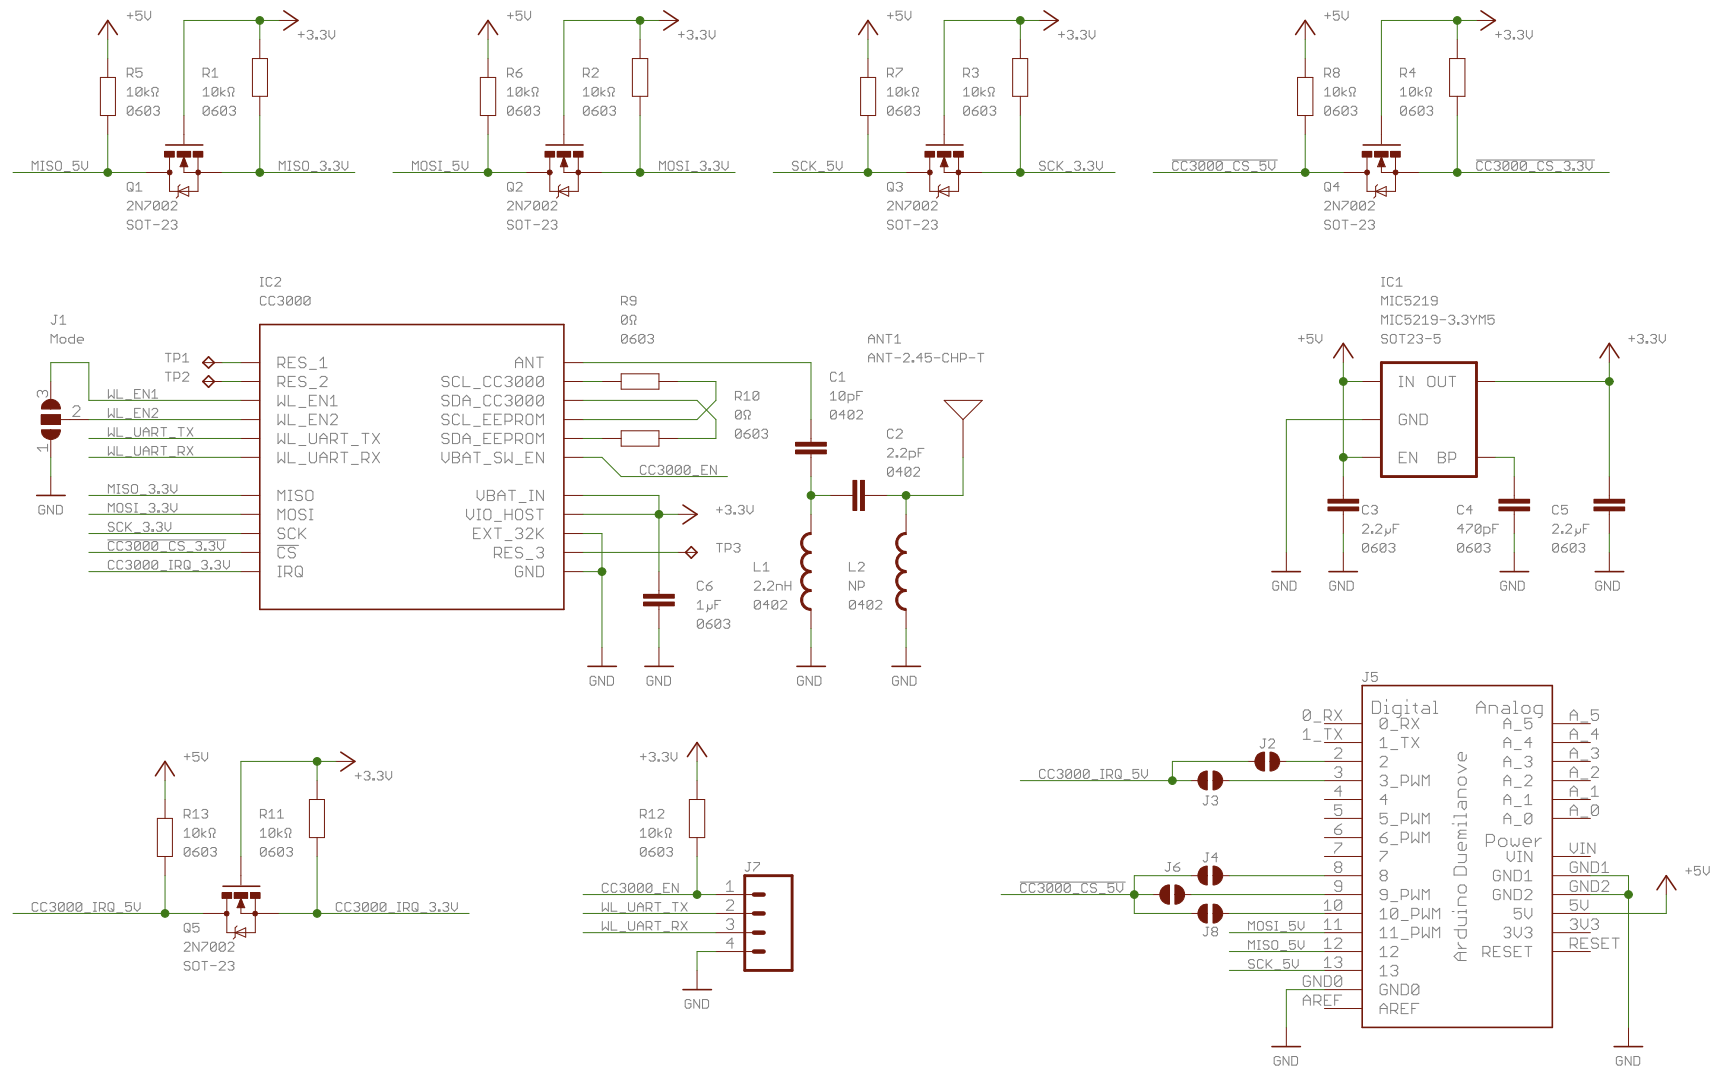 +5V
+3.3V
R5
10kΩ
0603
R1
10kΩ
0603
MISO_5V
MISO_3.3V
Q1
2N7002
SOT-23
+5V
+3.3V
R6
10kΩ
0603
R2
10kΩ
0603
MOSI_5V
MOSI_3.3V
Q2
2N7002
SOT-23
+5V
+3.3V
R7
10kΩ
0603
R3
10kΩ
0603
SCK_5V
SCK_3.3V
Q3
2N7002
SOT-23
+5V
+3.3V
R8
10kΩ
0603
R4
10kΩ
0603
CC3000_CS_5V
CC3000_CS_3.3V
Q4
2N7002
SOT-23
IC2
CC3000
J1
Mode
3
2
1
GND
TP1
TP2
WL_EN1
WL_EN2
WL_UART_TX
WL_UART_RX
MISO_3.3V
MOSI_3.3V
SCK_3.3V
CC3000_CS_3.3V
CC3000_IRQ_3.3V
RES_1
RES_2
WL_EN1
WL_EN2
WL_UART_TX
WL_UART_RX
MISO
MOSI
SCK
CS
IRQ
ANT
SCL_CC3000
SDA_CC3000
SCL_EEPROM
SDA_EEPROM
VBAT_SW_EN
VBAT_IN
VIO_HOST
EXT_32K
RES_3
GND
R9
0Ω
0603
R10
0Ω
0603
CC3000_EN
+3.3V
TP3
C6
1µF
0603
GND
GND
ANT1
ANT-2.45-CHP-T
C1
10pF
0402
C2
2.2pF
0402
L1
2.2nH
0402
L2
NP
0402
GND
GND
IC1
MIC5219
MIC5219-3.3YM5
SOT23-5
+5V
+3.3V
IN OUT
GND
EN BP
C3
2.2µF
0603
C4
470pF
0603
C5
2.2µF
0603
GND
GND
GND
GND
+5V
+3.3V
R13
10kΩ
0603
R11
10kΩ
0603
CC3000_IRQ_5V
CC3000_IRQ_3.3V
Q5
2N7002
SOT-23
+3.3V
R12
10kΩ
0603
J7
CC3000_EN
1
WL_UART_TX
2
WL_UART_RX
3
4
GND
J5
Digital
Analog
Arduino Duemilanove
0_RX
0_RX
1_TX
1_TX
2
2
3
3_PWM
4
4
5
5_PWM
6
6_PWM
7
7
8
8
9
9_PWM
10
10_PWM
11
11_PWM
12
12
13
13
GND0
GND0
AREF
AREF
A_5
A_5
A_4
A_4
A_3
A_3
A_2
A_2
A_1
A_1
A_0
A_0
Power
VIN
VIN
GND1
GND1
GND2
GND2
5V
5V
3V3
3V3
RESET
RESET
CC3000_IRQ_5V
J2
J3
CC3000_CS_5V
J6
J4
J8
MOSI_5V
MISO_5V
SCK_5V
GND
+5V
GND